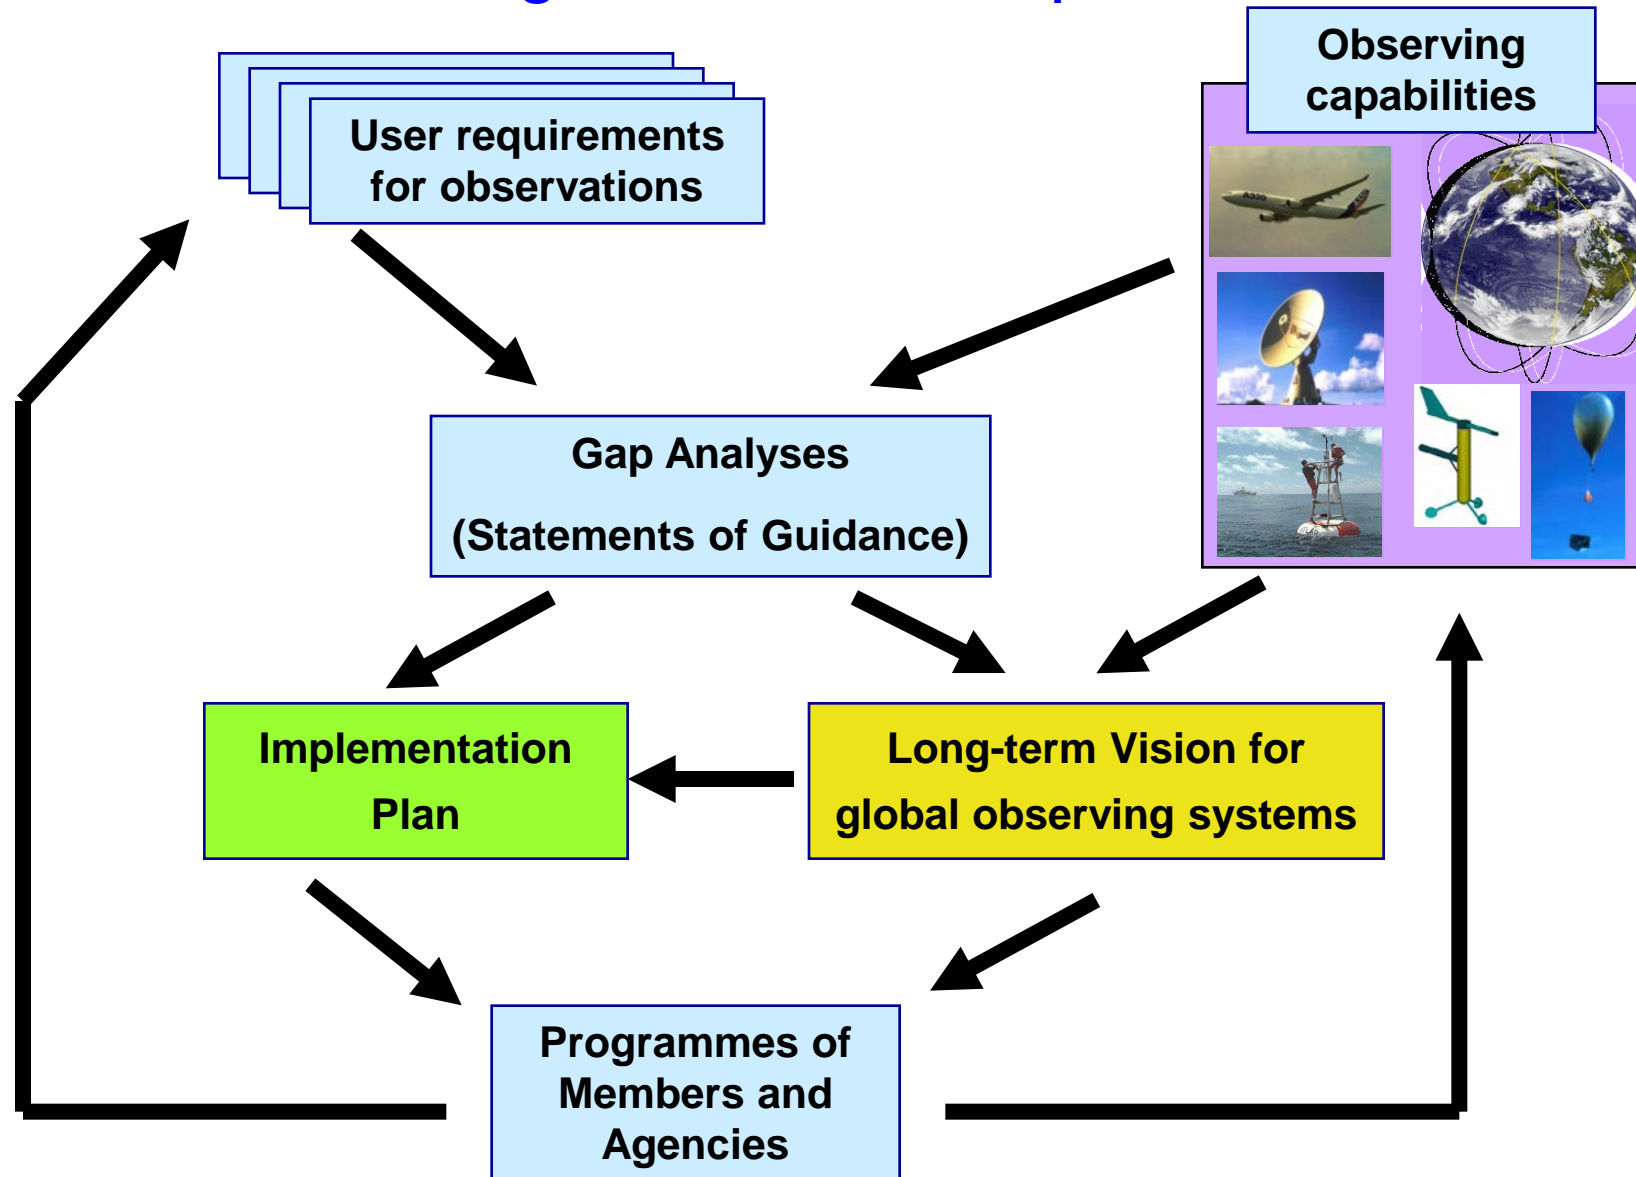 Observing
capabilities
User requirements
for observations
A330
Gap Analyses
(Statements of Guidance)
Implementation
Plan
Long-term Vision for
global observing systems
Programmes of
Members and
Agencies